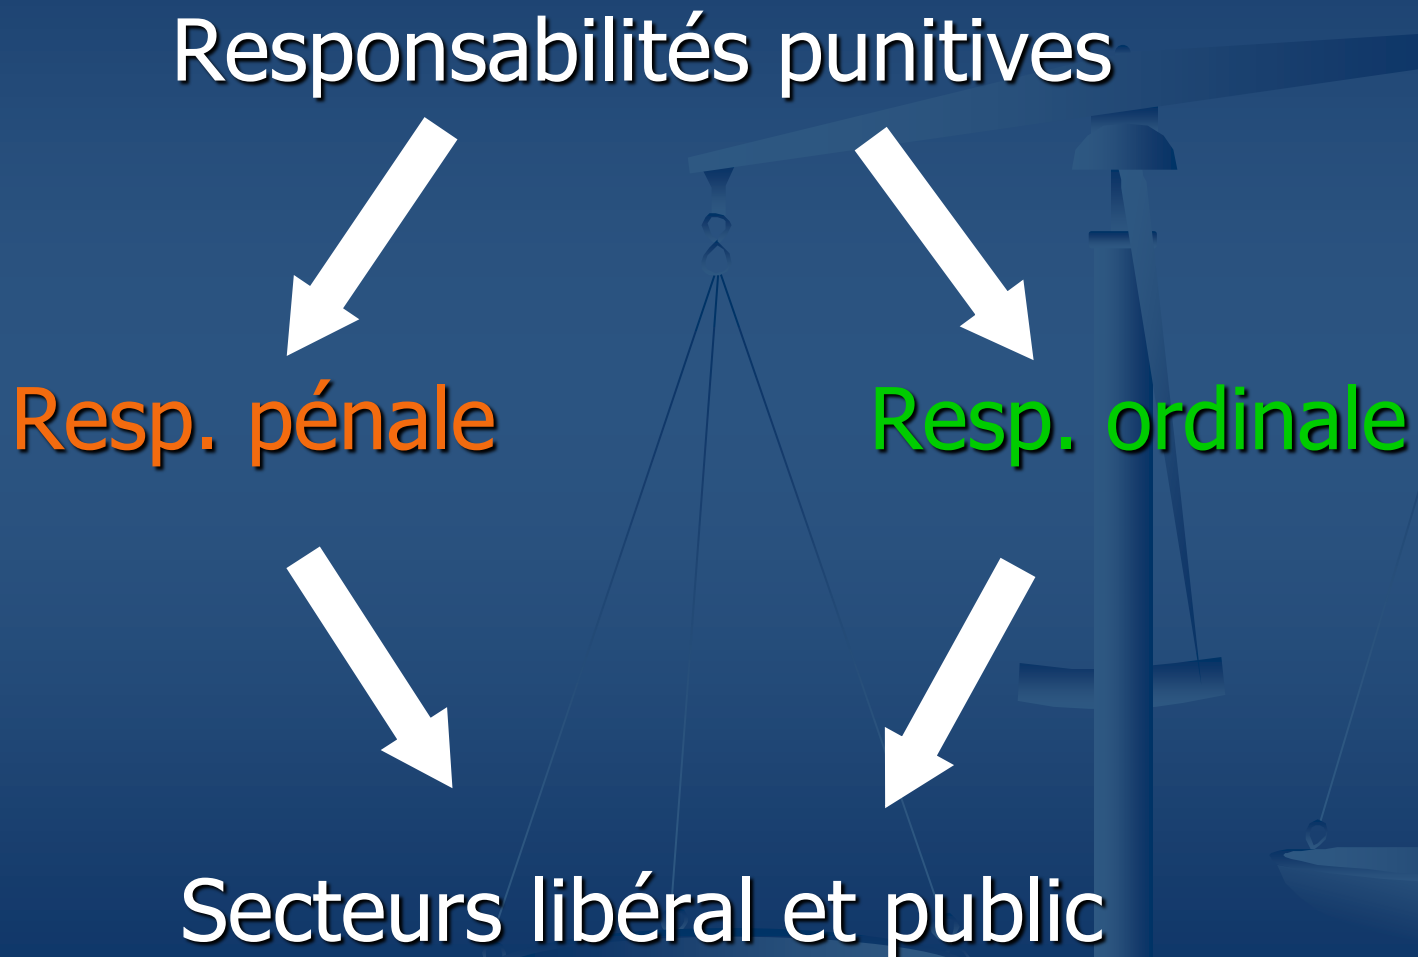 Responsabilités punitives
Resp. pénale
Resp. ordinale
Secteurs libéral et public